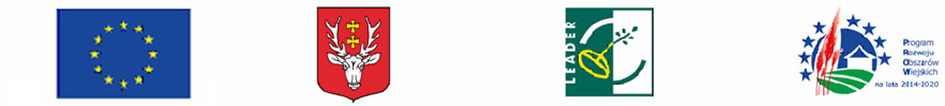 LEADER
Program
Rozwoju
Obszarów
Wiejskich
na lata 2014-2020